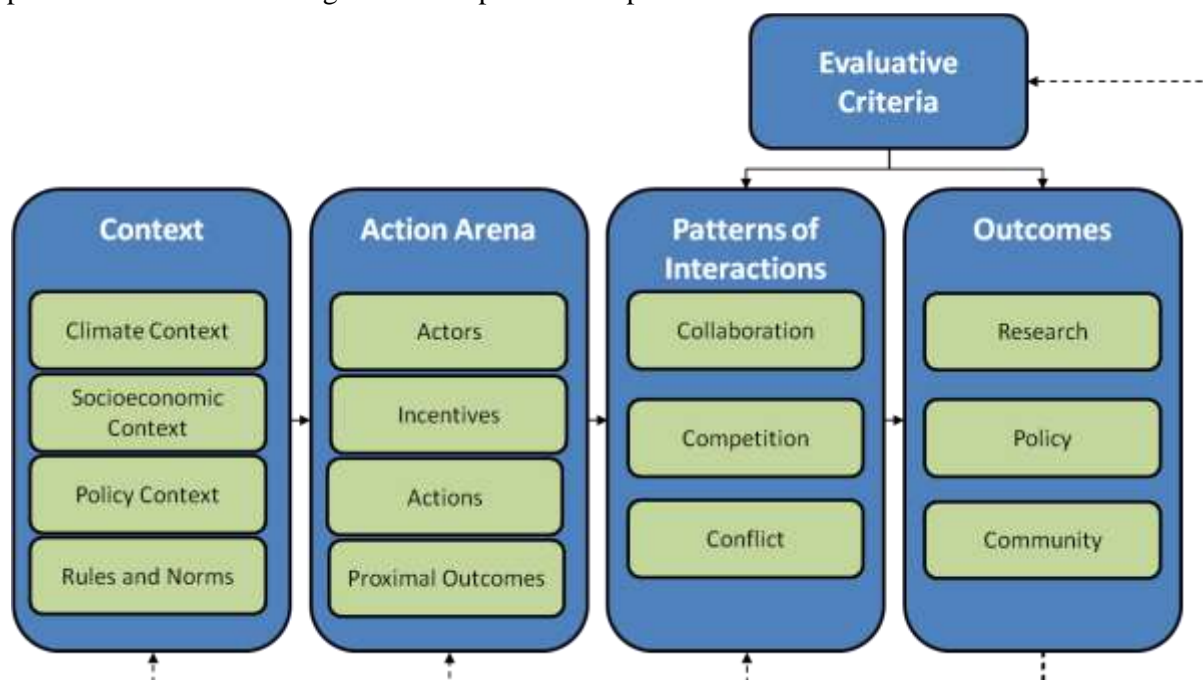 Evaluative
Criteria
Context
Climate Context
Socioeconomic
Context
Policy Context
Rules and Norms
Action Arena
Actors
Incentives
Actions
Proximal Outcomes
Patterns of
Interactions
Collaboration
Competition
Conflict
Outcomes
Research
Policy
Community